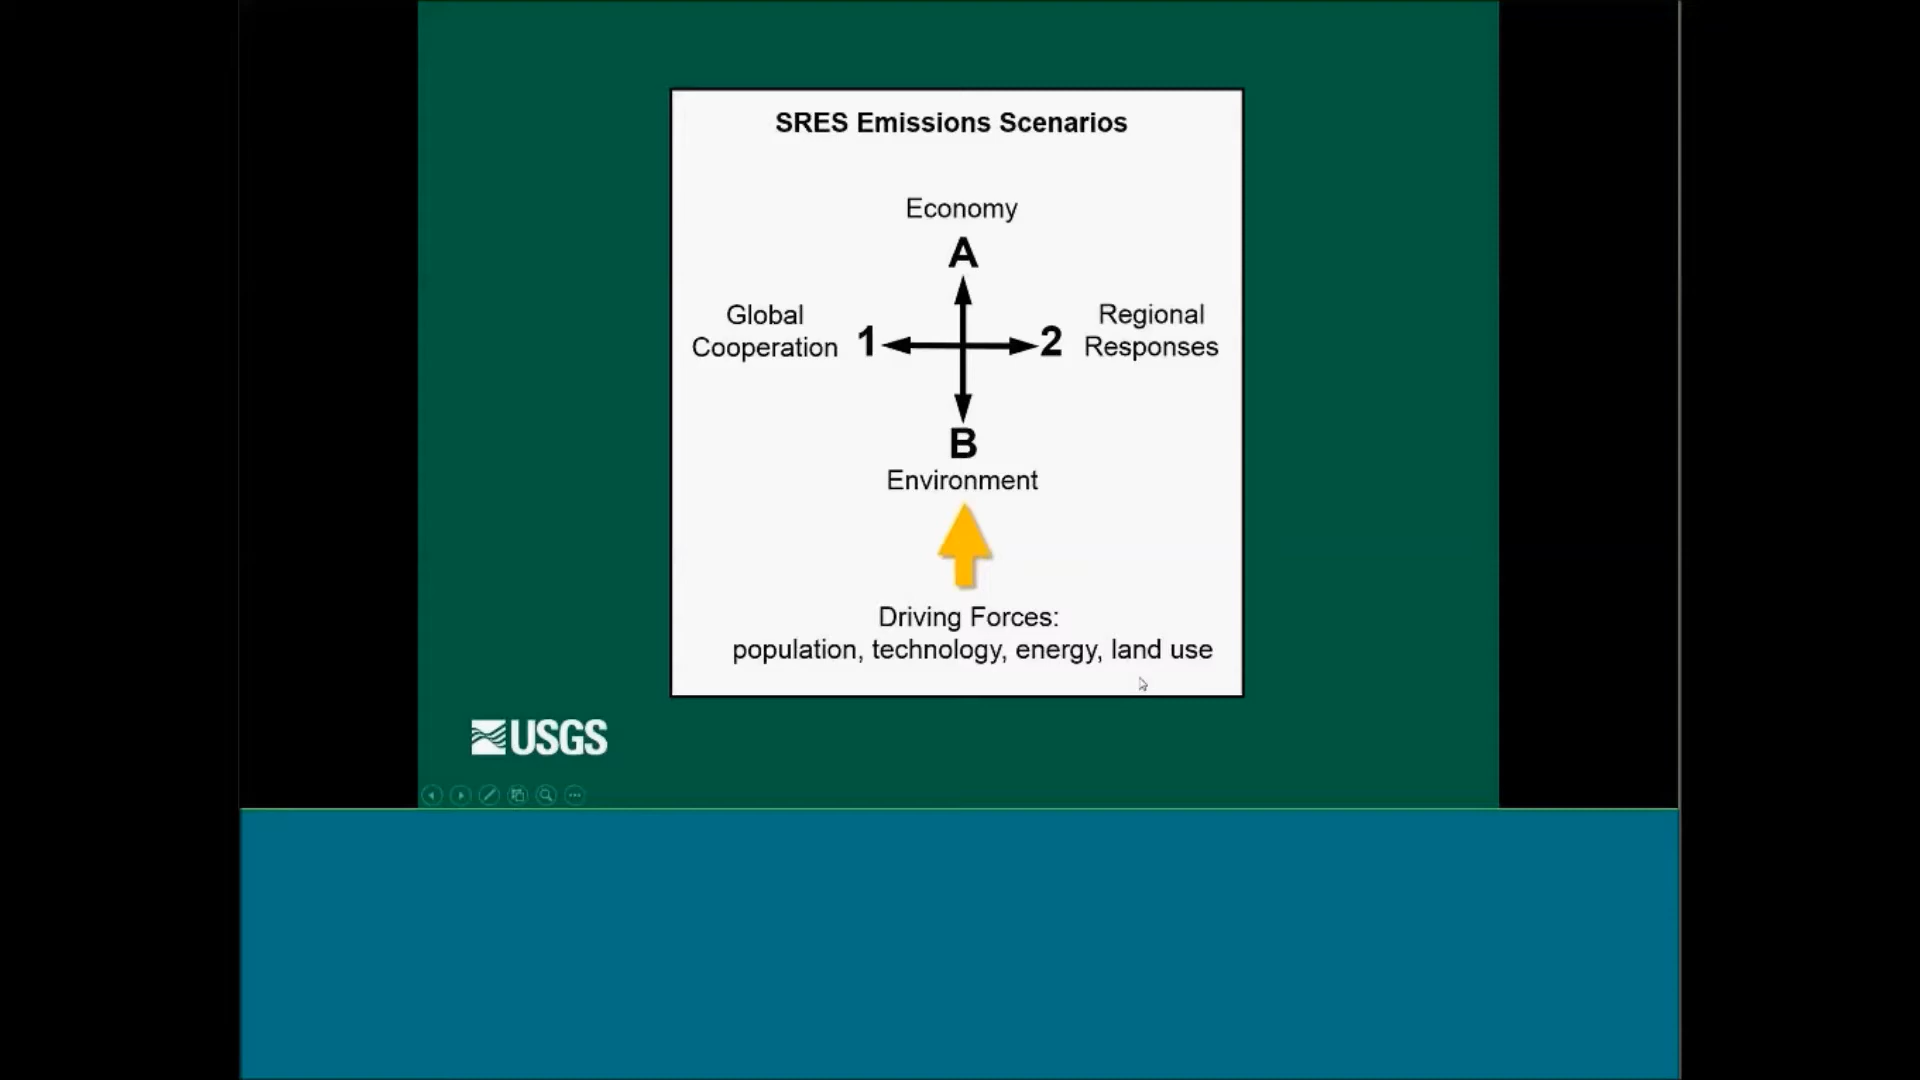 SRES Emissions Scenarios
Economy
A
Global
Cooperation
1
2
Regional
Responses
B
Environment
Driving Forces:
population, technology, energy, land use
USGS